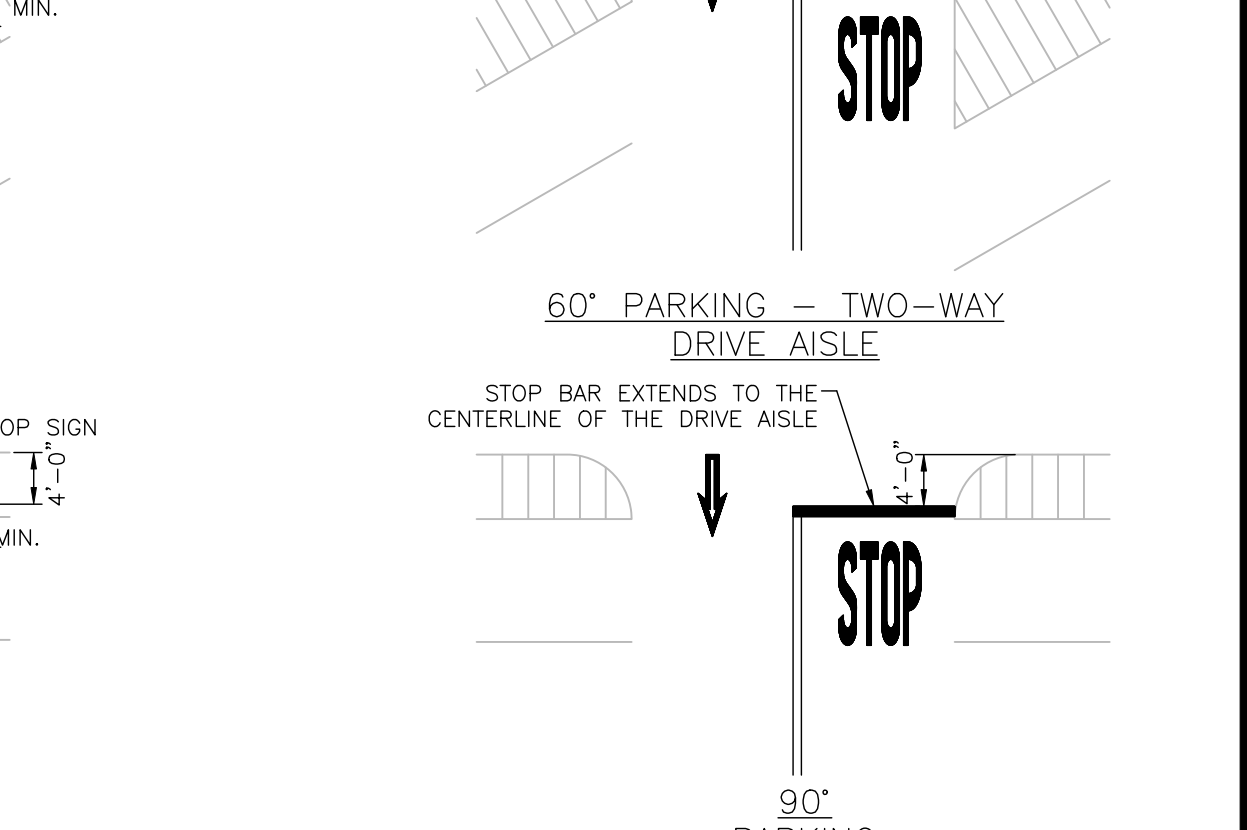 MIN.
STOP
60° PARKING – TWO-WAY
DRIVE AISLE
STOP BAR EXTENDS TO THE
CENTERLINE OF THE DRIVE AISLE
OP SIGN
4'-0"
4'-0"
MIN.
STOP
90°
PARKING